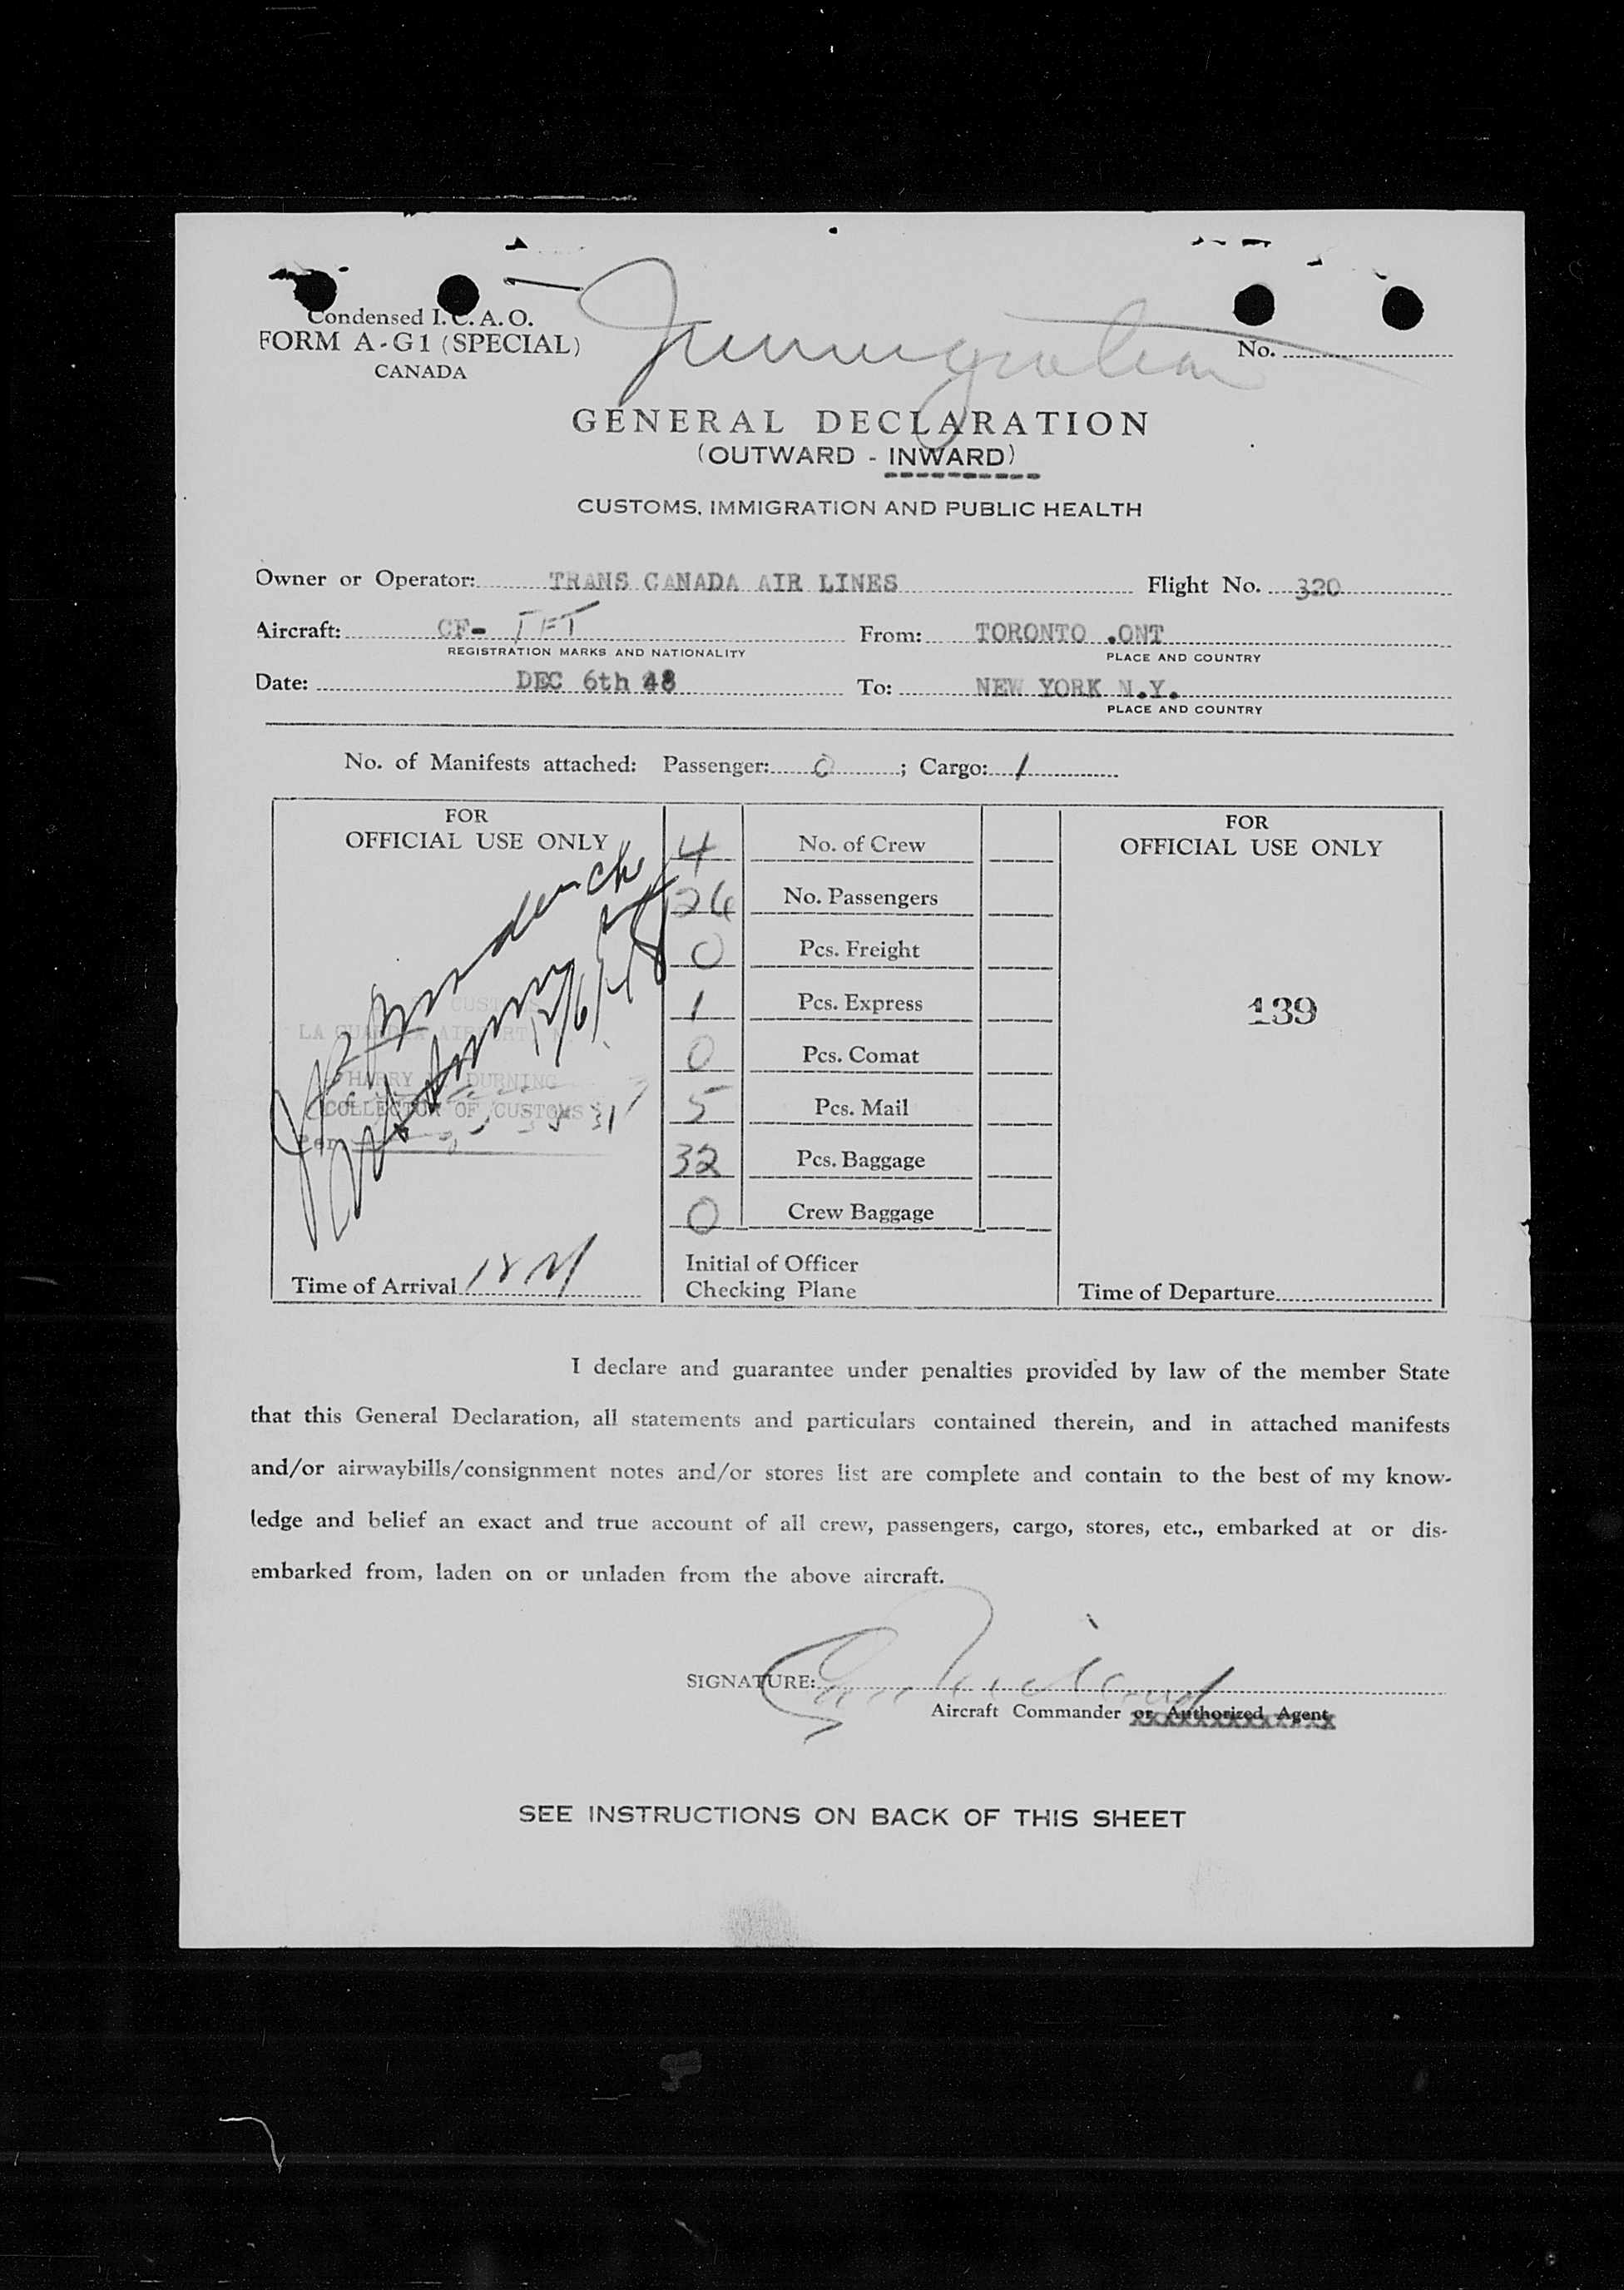 Immigration
Condensed I.C.A.O.
FORM A-G1 (SPECIAL)
CANADA
No.
GENERAL DECLARATION
(OUTWARD - INWARD)
CUSTOMS, IMMIGRATION AND PUBLIC HEALTH
Owner or Operator: TRANS CANADA AIR LINES Flight No. 320
Aircraft: CF- TFT From: TORONTO .ONT
REGISTRATION MARKS AND NATIONALITY PLACE AND COUNTRY
Date: DEC 6th 48 To: NEW YORK N.Y.
PLACE AND COUNTRY
No. of Manifests attached: Passenger: 0 ; Cargo: 1
FOR
OFFICIAL USE ONLY
CUSTOMS
LA GUARDIA AIRPORT
HARRY DURNING
COLLECTOR OF CUSTOMS
Per
12/6/48
Time of Arrival
4 No. of Crew
26 No. Passengers
0 Pcs. Freight
1 Pcs. Express
0 Pcs. Comat
5 Pcs. Mail
32 Pcs. Baggage
0 Crew Baggage
Initial of Officer
Checking Plane
FOR
OFFICIAL USE ONLY
139
Time of Departure
I declare and guarantee under penalties provided by law of the member State
that this General Declaration, all statements and particulars contained therein, and in attached manifests
and/or airwaybills/consignment notes and/or stores list are complete and contain to the best of my know-
ledge and belief an exact and true account of all crew, passengers, cargo, stores, etc., embarked at or dis-
embarked from, laden on or unladen from the above aircraft.
SIGNATURE:
Aircraft Commander or Authorized Agent
SEE INSTRUCTIONS ON BACK OF THIS SHEET